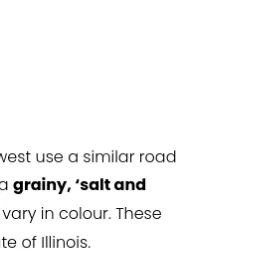 west use a similar road
a grainy, ‘salt and
vary in colour. These
te of Illinois.